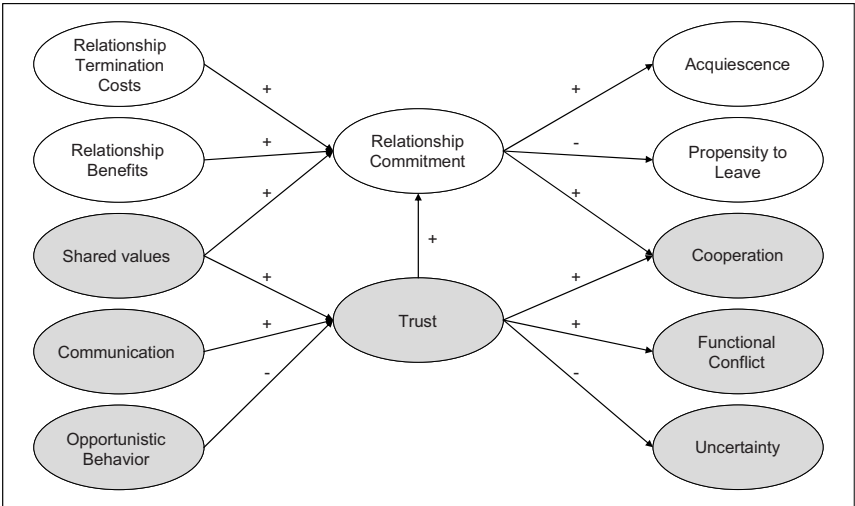 Relationship
Termination
Costs
+
Relationship
Benefits
+
Shared values
+
+
Communication
+
Opportunistic
Behavior
-
Relationship
Commitment
+
Trust
+
Acquiescence
-
Propensity to
Leave
+
Cooperation
+
+
Functional
Conflict
-
Uncertainty